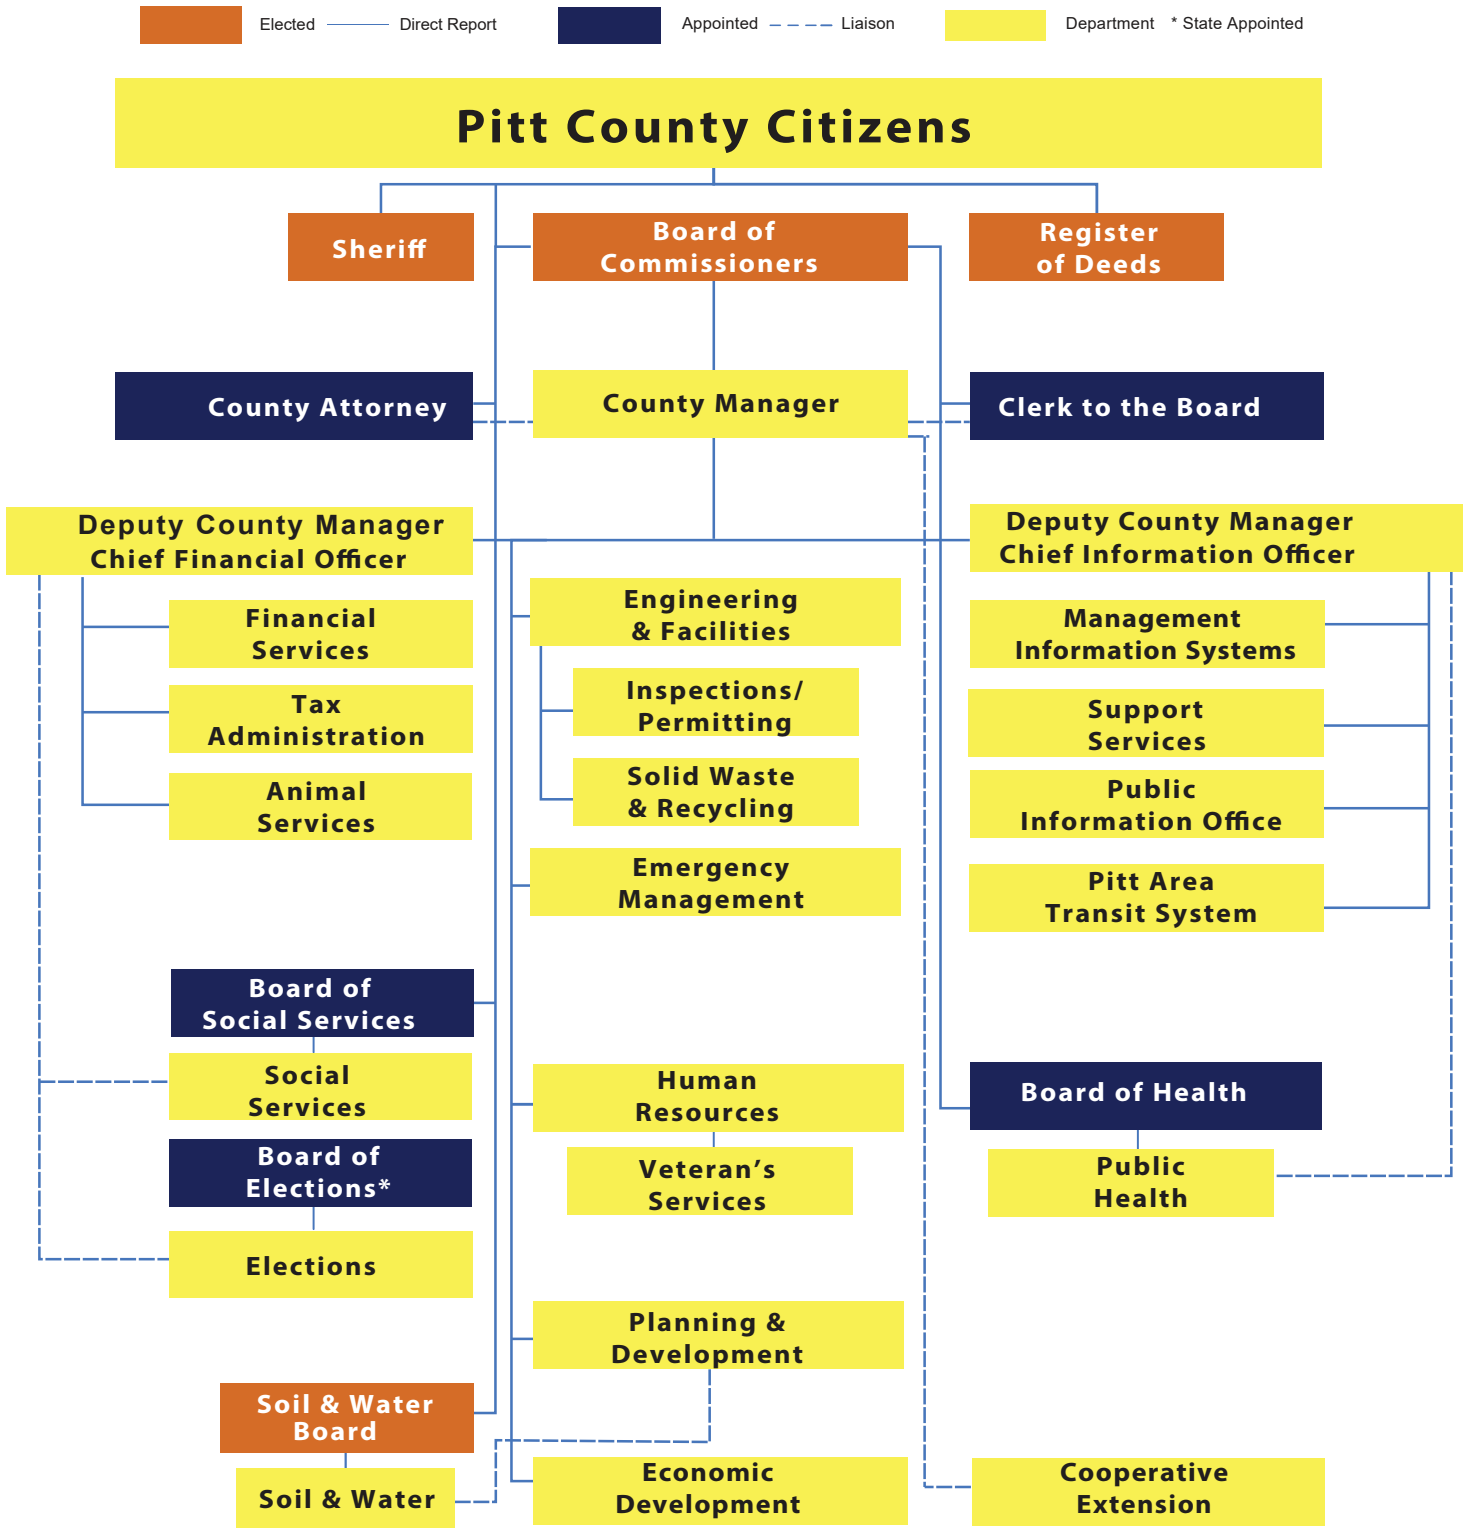 Elected
Direct Report
Appointed
Liaison
Department
* State Appointed
Pitt County Citizens
Sheriff
Board of
Commissioners
Register
of Deeds
County Attorney
County Manager
Clerk to the Board
Deputy County Manager
Chief Financial Officer
Deputy County Manager
Chief Information Officer
Financial
Services
Tax
Administration
Animal
Services
Engineering
& Facilities
Inspections/
Permitting
Solid Waste
& Recycling
Emergency
Management
Management
Information Systems
Support
Services
Public
Information Office
Pitt Area
Transit System
Board of
Social Services
Social
Services
Board of
Elections*
Elections
Human
Resources
Veteran’s
Services
Board of Health
Public
Health
Planning &
Development
Soil & Water
Board
Soil & Water
Economic
Development
Cooperative
Extension